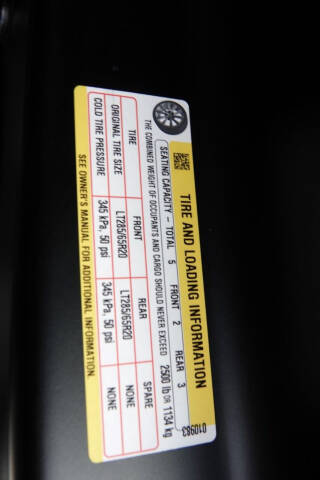 TIRE AND LOADING INFORMATION
010983
SEATING CAPACITY - TOTAL 5 FRONT 2 REAR 3
THE COMBINED WEIGHT OF OCCUPANTS AND CARGO SHOULD NEVER EXCEED 2500 lb OR 1134 kg
TIRE FRONT REAR SPARE
ORIGINAL TIRE SIZE LT285/65R20 LT285/65R20 NONE
COLD TIRE PRESSURE 345 kPa, 50 psi 345 kPa, 50 psi NONE
SEE OWNER'S MANUAL FOR ADDITIONAL INFORMATION.